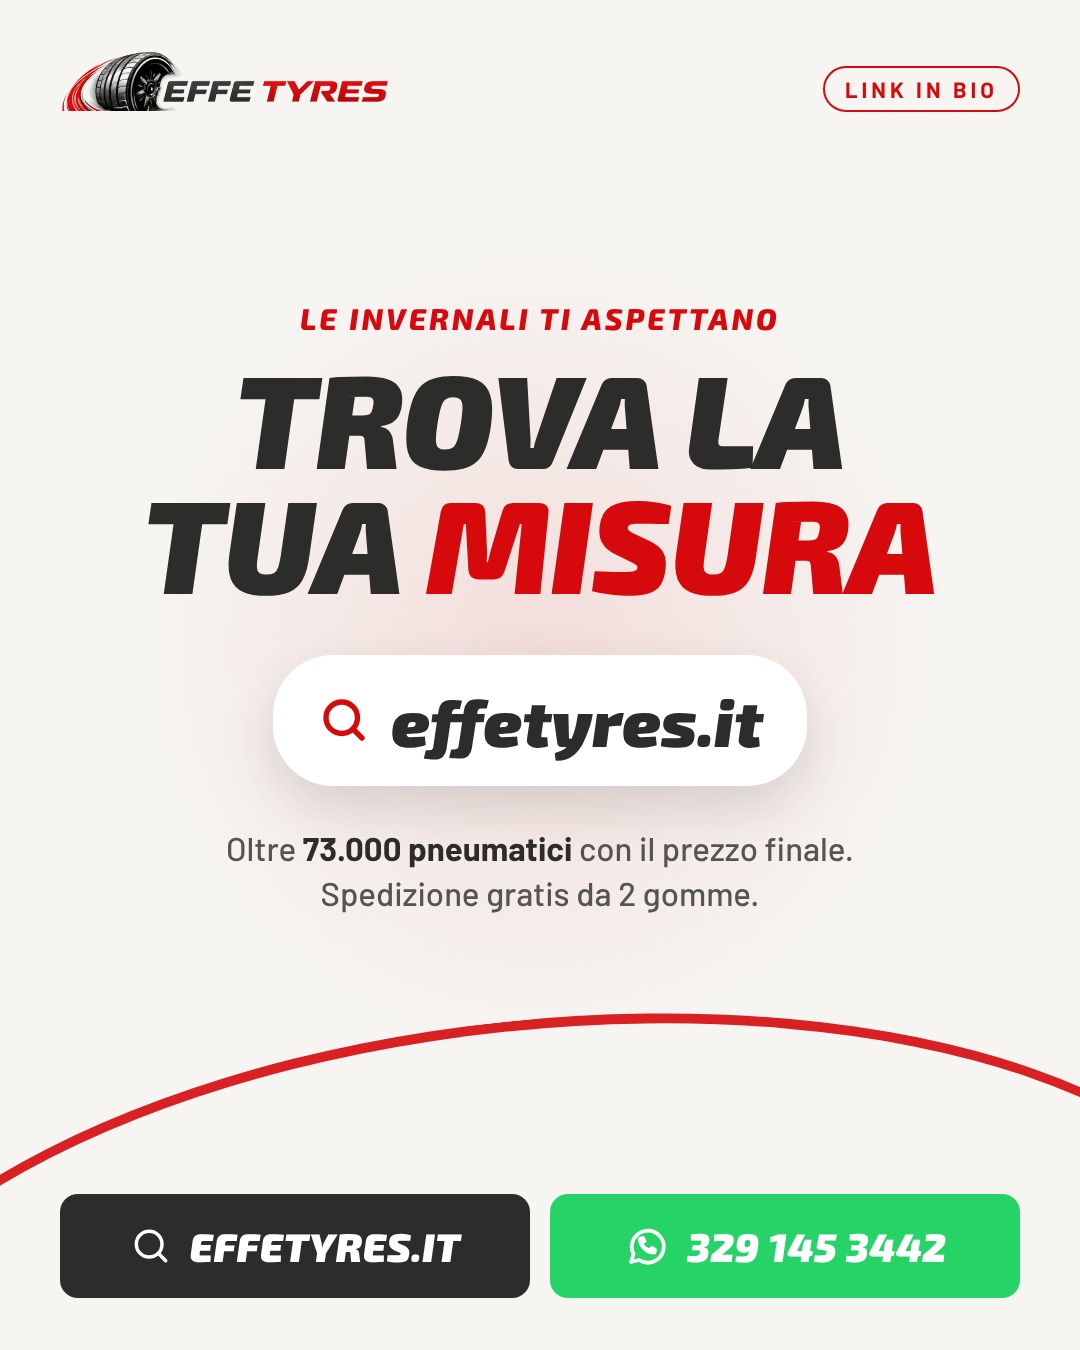 EFFE TYRES
LINK IN BIO
LE INVERNALI TI ASPETTANO
TROVA LA
TUA MISURA
effetyres.it
Oltre 73.000 pneumatici con il prezzo finale.
Spedizione gratis da 2 gomme.
EFFETYRES.IT
329 145 3442